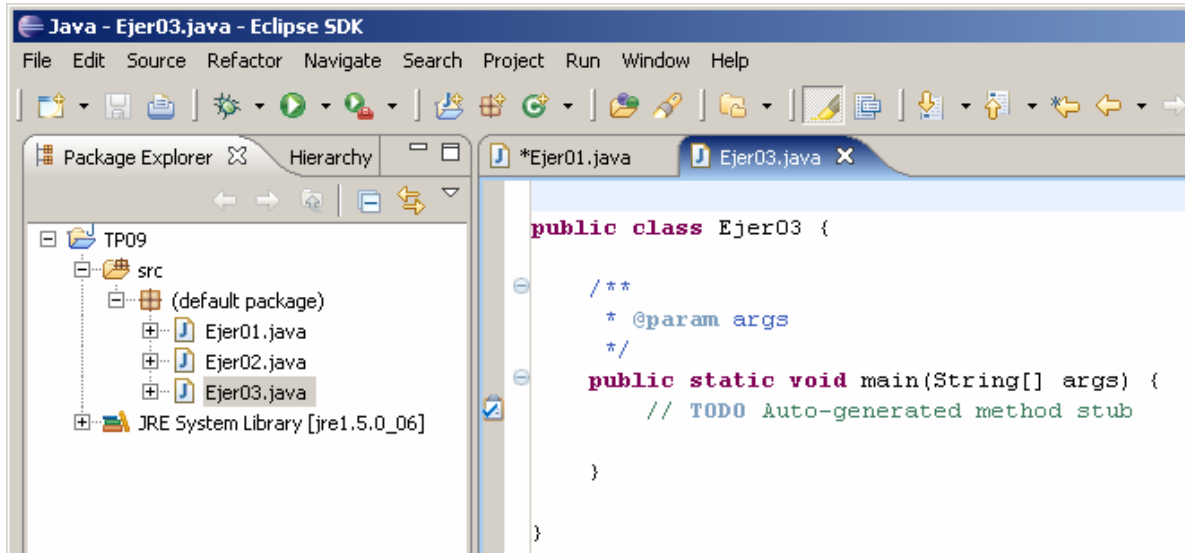 Java - Ejer03.java - Eclipse SDK
File Edit Source Refactor Navigate Search Project Run Window Help
Package Explorer Hierarchy
*Ejer01.java Ejer03.java
TP09
src
(default package)
Ejer01.java
Ejer02.java
Ejer03.java
JRE System Library [jre1.5.0_06]
public class Ejer03 {
/**
* @param args
*/
public static void main(String[] args) {
// TODO Auto-generated method stub
}
}